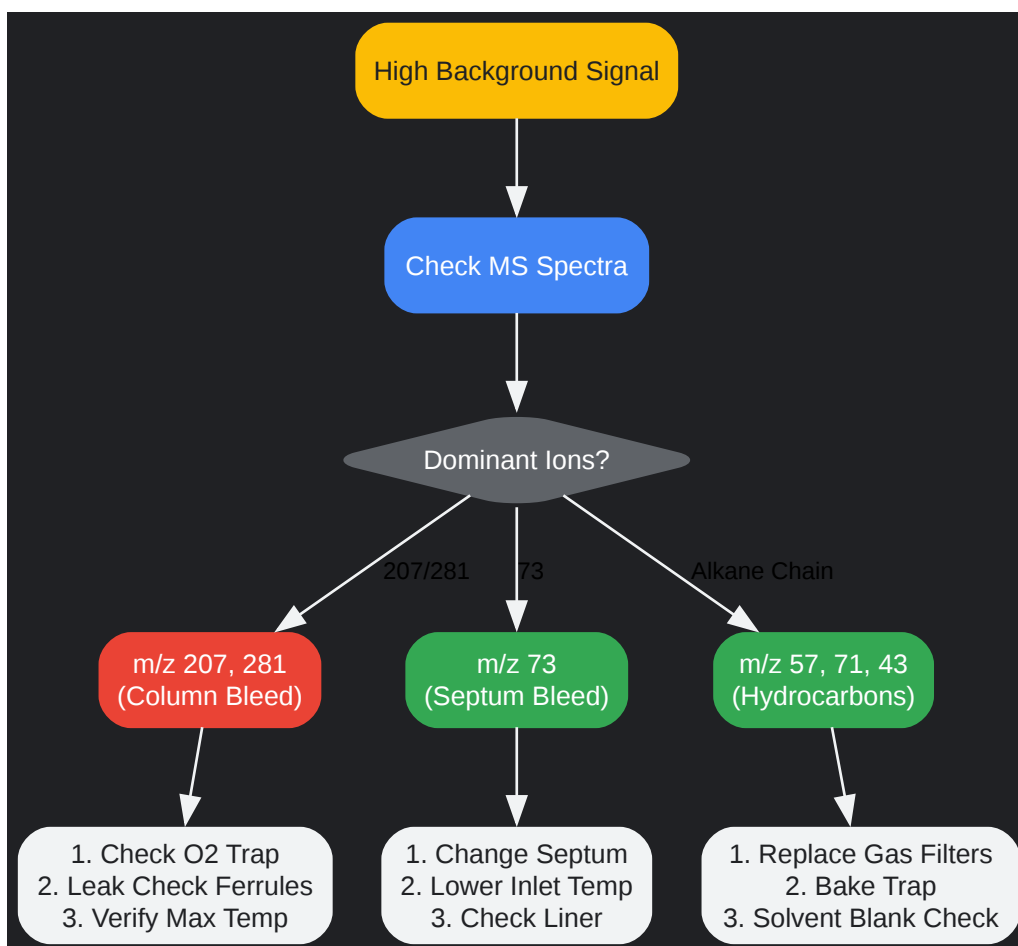 High Background Signal
Check MS Spectra
Dominant Ions?
207/281
73
Alkane Chain
m/z 207, 281
(Column Bleed)
m/z 73
(Septum Bleed)
m/z 57, 71, 43
(Hydrocarbons)
1. Check O2 Trap
2. Leak Check Ferrules
3. Verify Max Temp
1. Change Septum
2. Lower Inlet Temp
3. Check Liner
1. Replace Gas Filters
2. Bake Trap
3. Solvent Blank Check